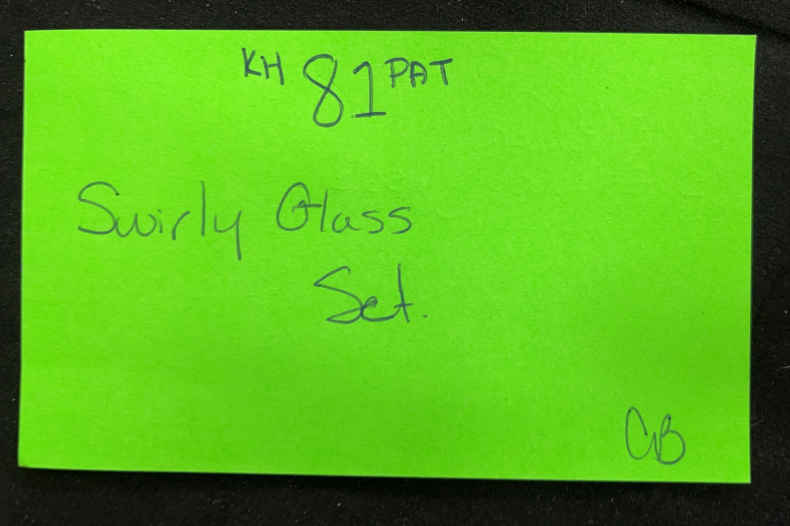 KH 81 PAT
Swirly Glass
Set.
CB